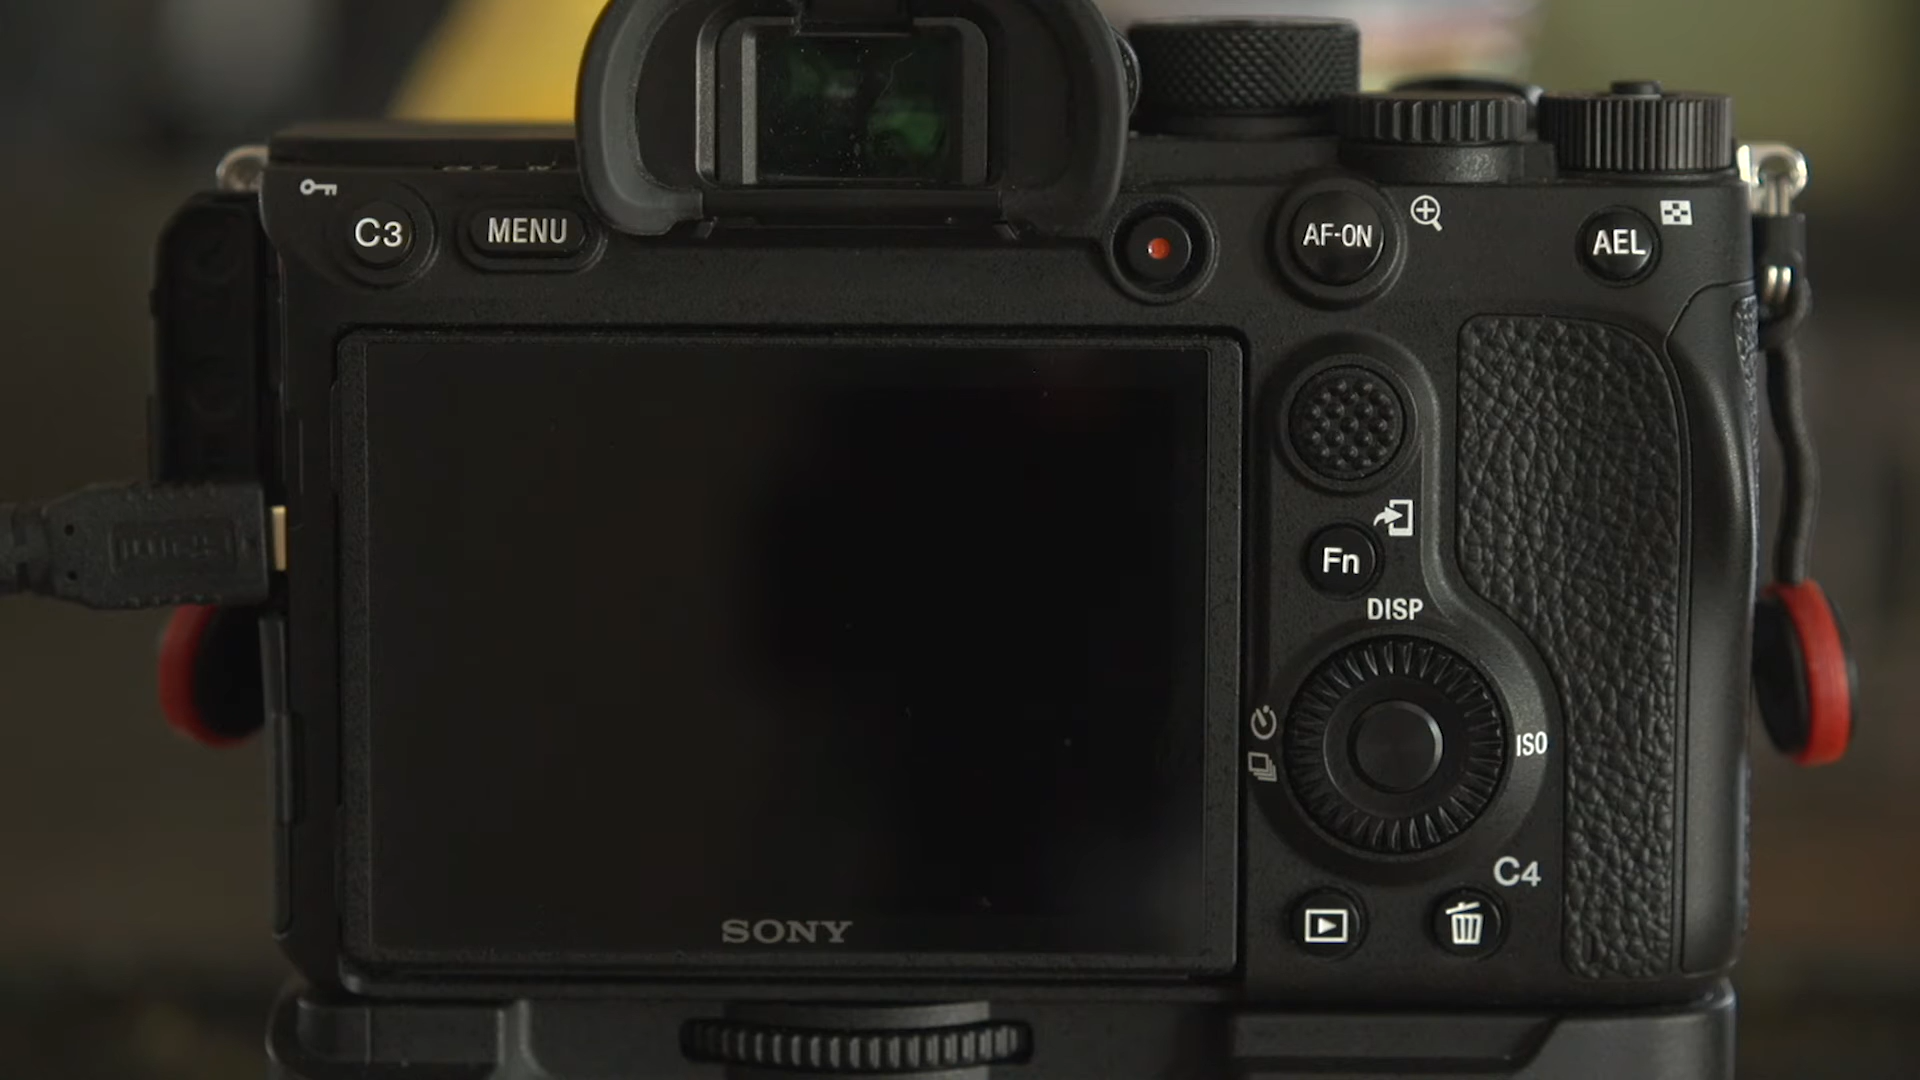 C3
MENU
AF-ON
AEL
Fn
DISP
ISO
C4
SONY